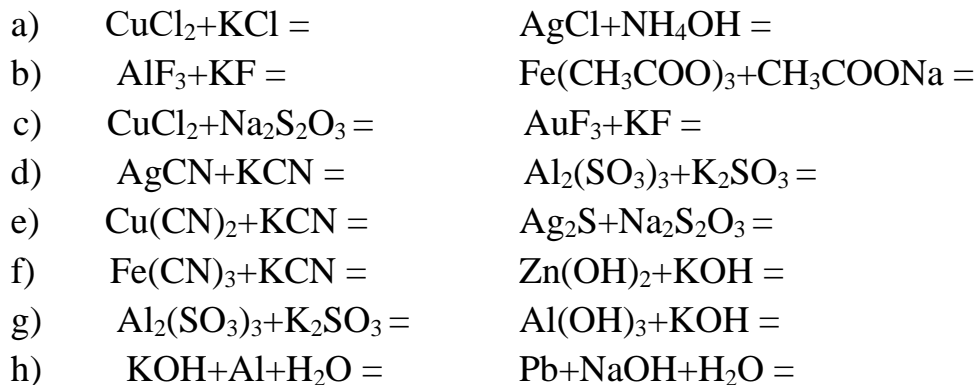 a) CuCl₂+KCl = AgCl+NH₄OH =
b) AlF₃+KF = Fe(CH₃COO)₃+CH₃COONa =
c) CuCl₂+Na₂S₂O₃ = AuF₃+KF =
d) AgCN+KCN = Al₂(SO₃)₃+K₂SO₃ =
e) Cu(CN)₂+KCN = Ag₂S+Na₂S₂O₃ =
f) Fe(CN)₃+KCN = Zn(OH)₂+KOH =
g) Al₂(SO₃)₃+K₂SO₃ = Al(OH)₃+KOH =
h) KOH+Al+H₂O = Pb+NaOH+H₂O =